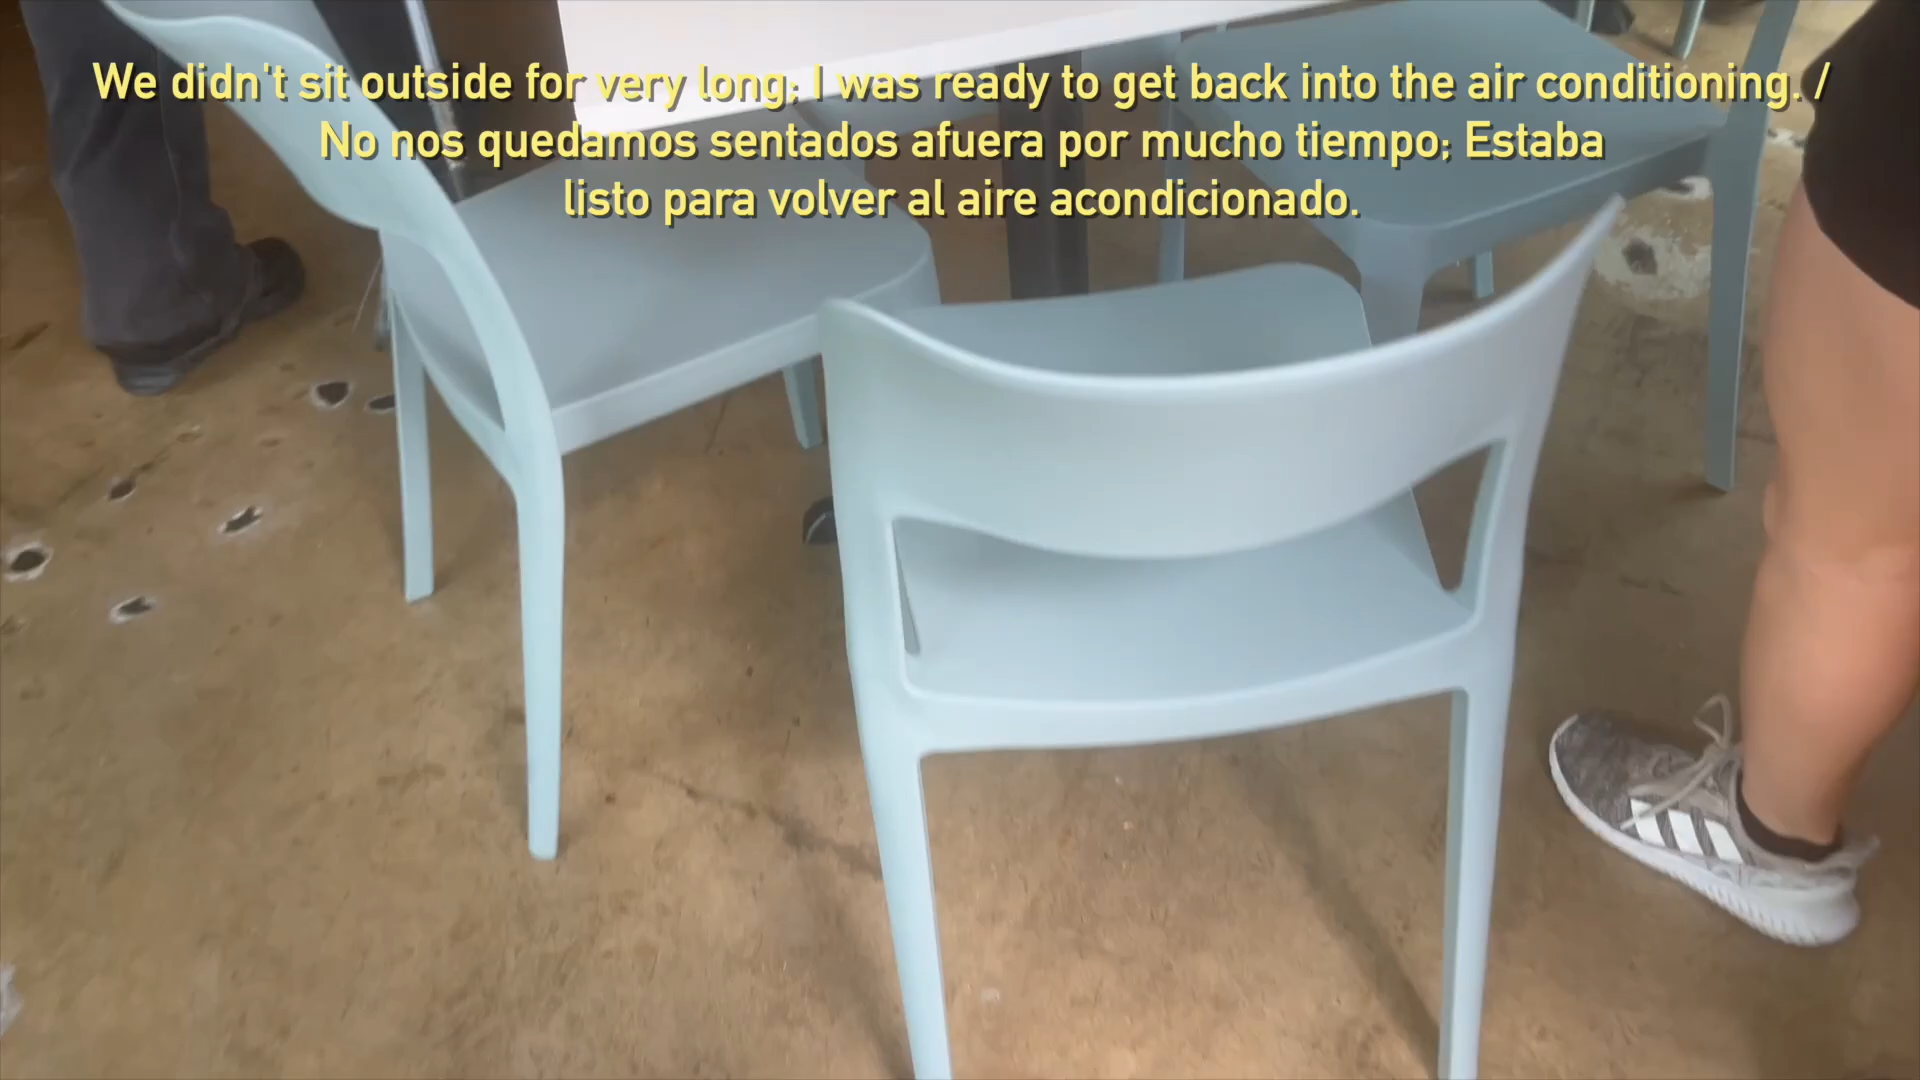 We didn't sit outside for very long; I was ready to get back into the air conditioning. /
No nos quedamos sentados afuera por mucho tiempo; Estaba
listo para volver al aire acondicionado.